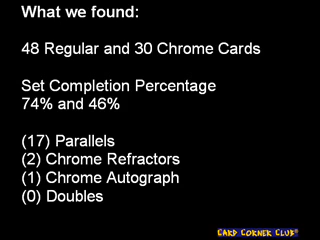 What we found:
48 Regular and 30 Chrome Cards
Set Completion Percentage
74% and 46%
(17) Parallels
(2) Chrome Refractors
(1) Chrome Autograph
(0) Doubles
CARD CORNER CLUB